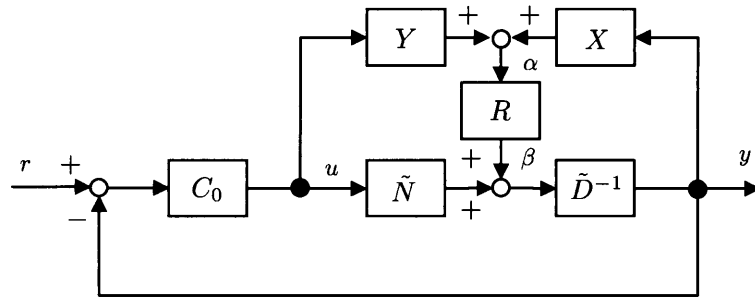 + Y + + X
α
R
r + C₀ u Ñ + + β D̃⁻¹ y
−